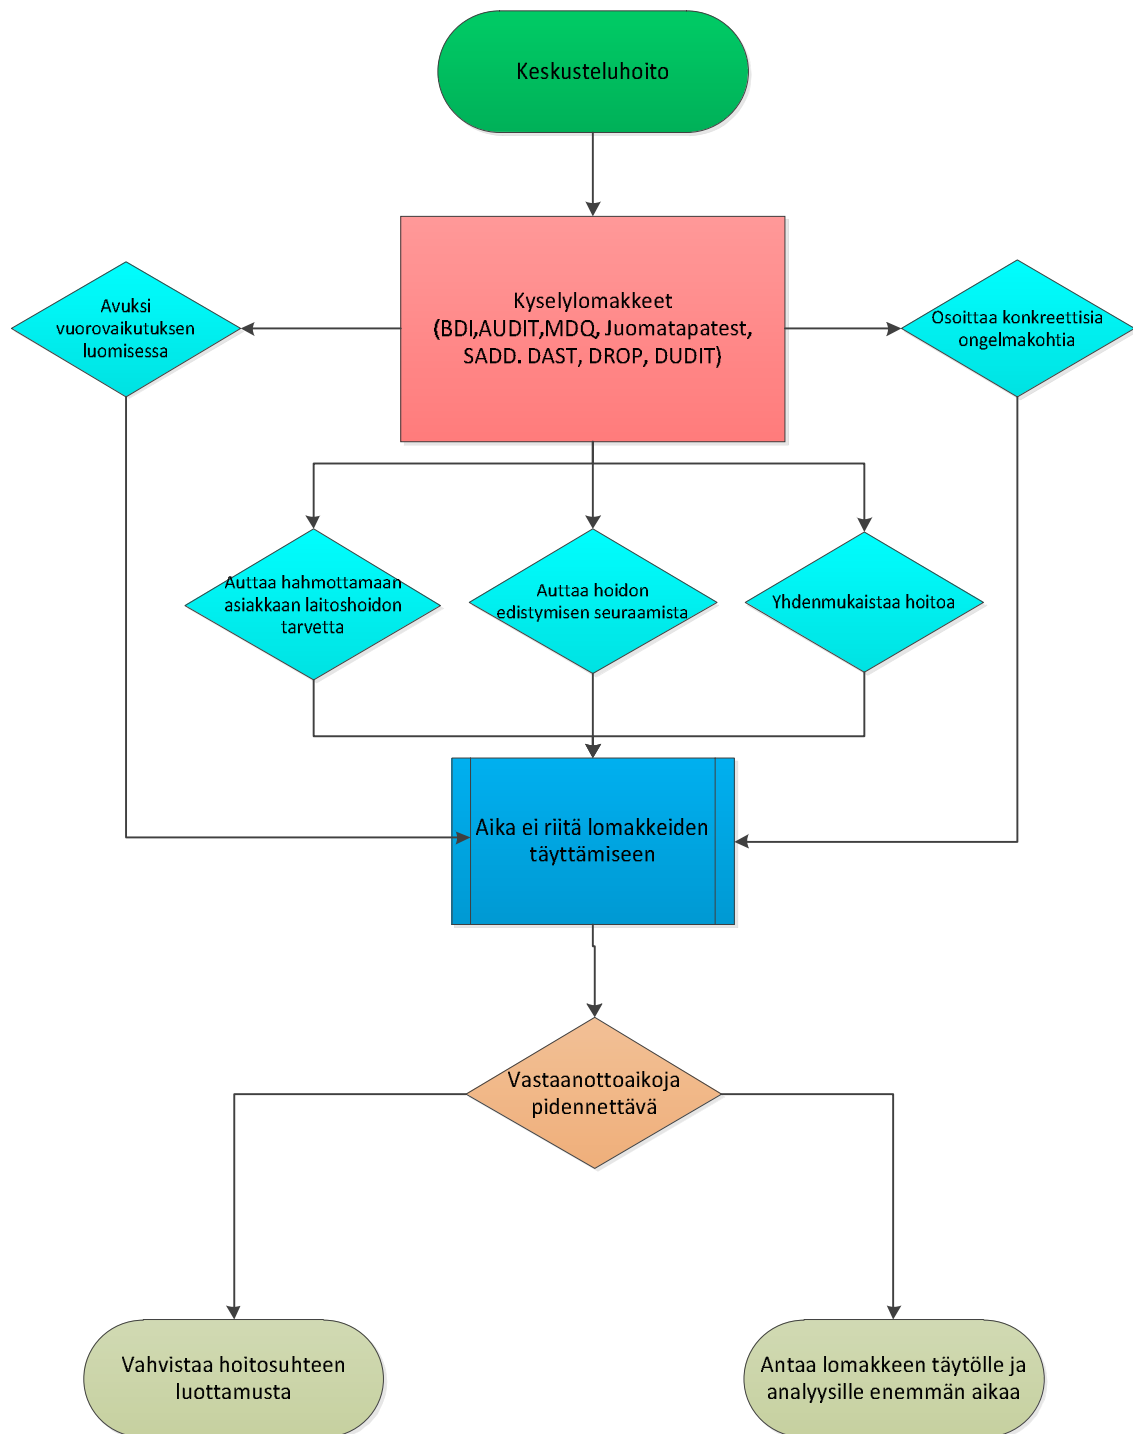 Keskusteluhoito
Kyselylomakkeet
(BDI,AUDIT,MDQ, Juomatapatest,
SADD. DAST, DROP, DUDIT)
Avuksi
vuorovaikutuksen
luomisessa
Osoittaa konkreettisia
ongelmakohtia
Auttaa hahmottamaan
asiakkaan laitoshoidon
tarvetta
Auttaa hoidon
edistymisen seuraamista
Yhdenmukaistaa hoitoa
Aika ei riitä lomakkeiden
täyttämiseen
Vastaanottoaikoja
pidennettävä
Vahvistaa hoitosuhteen
luottamusta
Antaa lomakkeen täytölle ja
analyysille enemmän aikaa